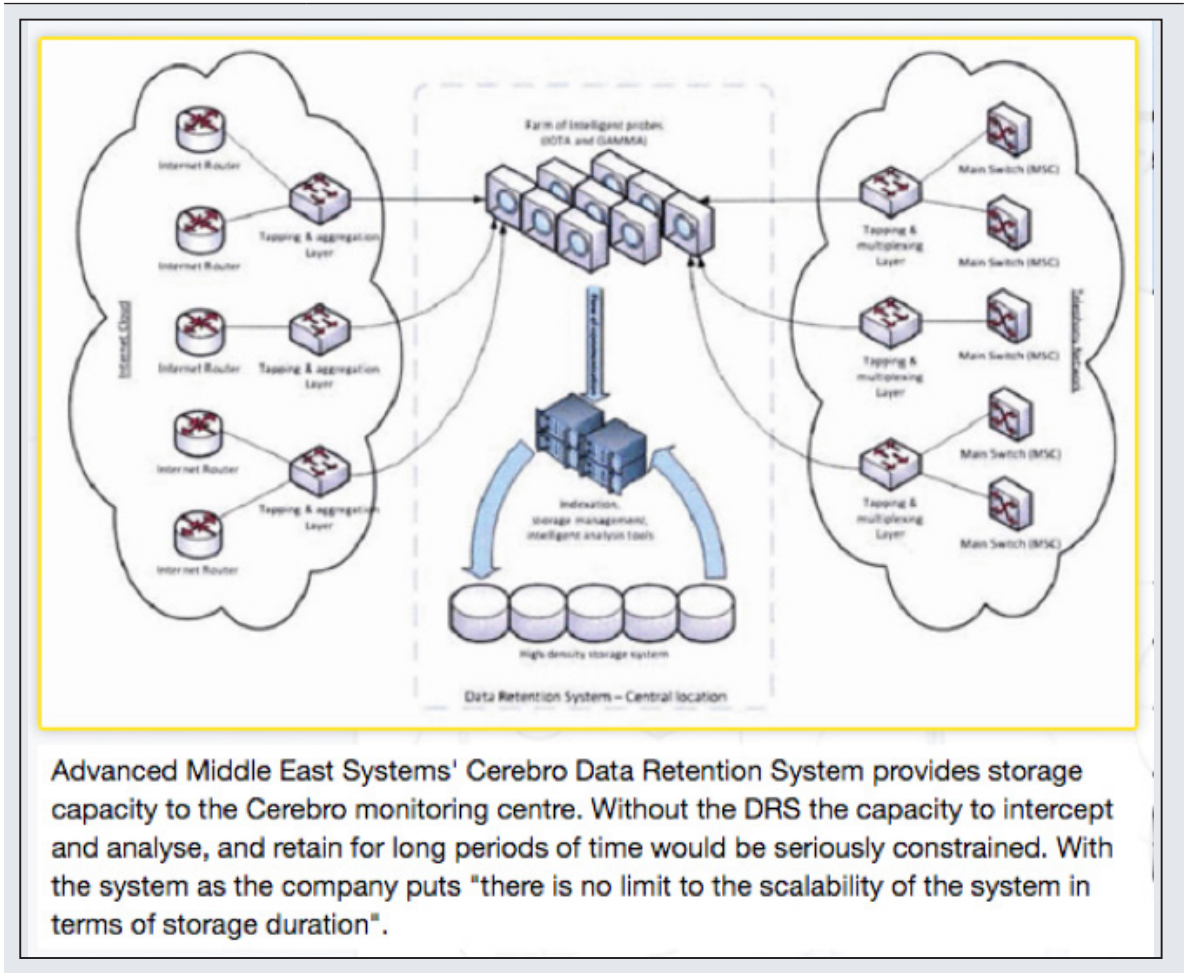 Farm of Intelligent probes
(IOTA and GAMMA)
Internet Router
Main Switch (MSC)
Tapping & aggregation
Layer
Tapping &
multiplexing
Layer
Internet Router
Main Switch (MSC)
Internet Cloud
Internet Router
Tapping & aggregation
Layer
Tapping &
multiplexing
Layer
Main Switch (MSC)
Internet Router
Main Switch (MSC)
Tapping & aggregation
Layer
Tapping &
multiplexing
Layer
Internet Router
Main Switch (MSC)
Indexation,
storage management,
intelligent analysis tools
High density storage system
Data Retention System – Central location
Advanced Middle East Systems' Cerebro Data Retention System provides storage
capacity to the Cerebro monitoring centre. Without the DRS the capacity to intercept
and analyse, and retain for long periods of time would be seriously constrained. With
the system as the company puts "there is no limit to the scalability of the system in
terms of storage duration".